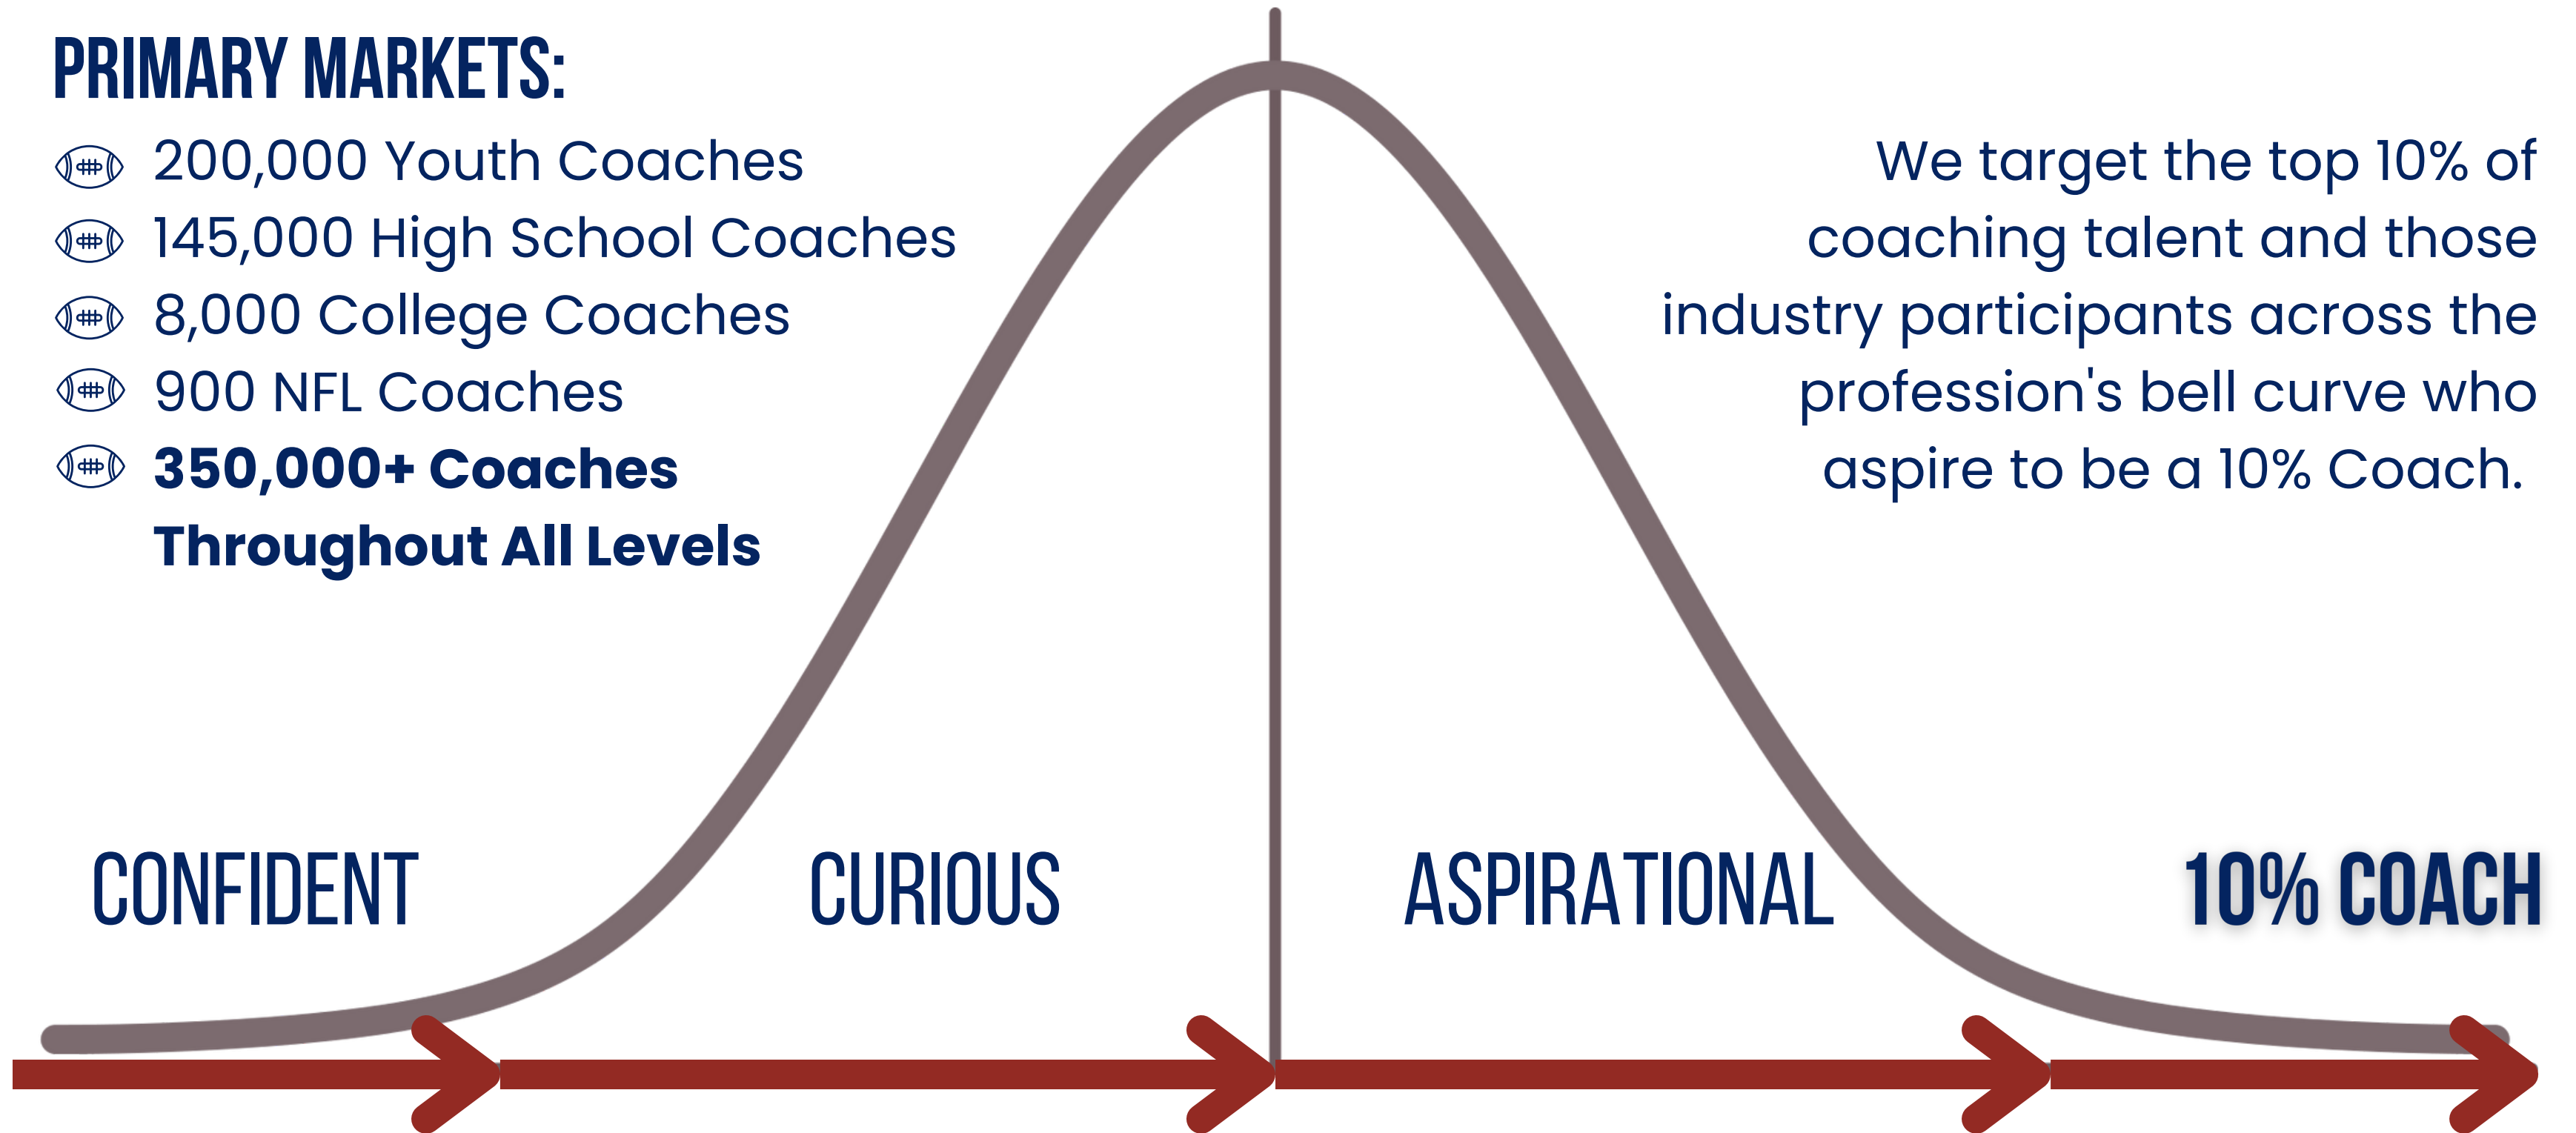 PRIMARY MARKETS:
200,000 Youth Coaches
145,000 High School Coaches
8,000 College Coaches
900 NFL Coaches
350,000+ Coaches
Throughout All Levels
We target the top 10% of
coaching talent and those
industry participants across the
profession's bell curve who
aspire to be a 10% Coach.
CONFIDENT
CURIOUS
ASPIRATIONAL
10% COACH